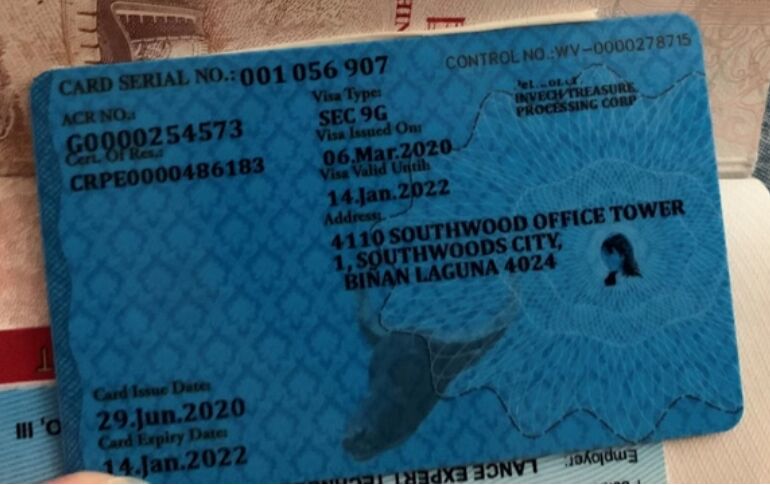 CARD SERIAL NO.: 001 056 907
CONTROL NO.: WV-0000278715
ACR NO.:
G0000254573
Cert. Of Res.:
CRPE0000486183
Visa Type:
SEC 9G
Visa Issued On:
06.Mar.2020
Visa Valid Until:
14.Jan.2022
Address:
4110 SOUTHWOOD OFFICE TOWER
1, SOUTHWOODS CITY,
BIÑAN LAGUNA 4024
INVECH TREASURE
PROCESSING CORP
Card Issue Date:
29.Jun.2020
Card Expiry Date:
14.Jan.2022
Employer:
LANCE EXPERT
III